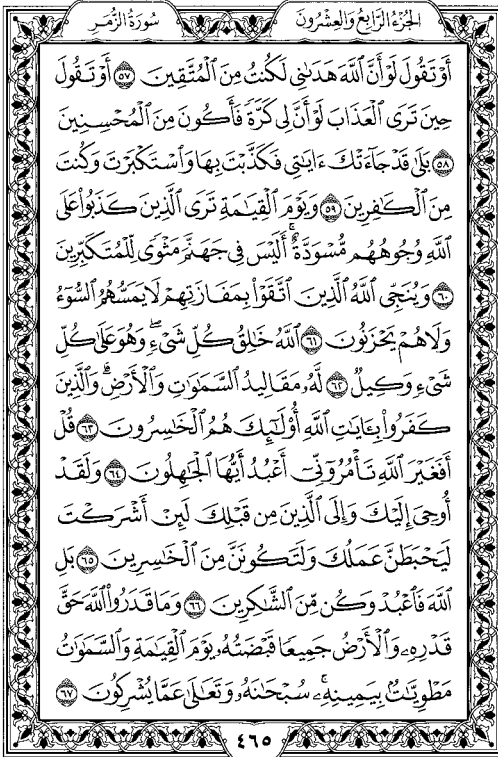 الجزء الرابع والعشرون سورة الزمر
أَوْ تَقُولَ لَوْ أَنَّ ٱللَّهَ هَدَىٰنِى لَكُنتُ مِنَ ٱلْمُتَّقِينَ ٥٧ أَوْ تَقُولَ
حِينَ تَرَى ٱلْعَذَابَ لَوْ أَنَّ لِى كَرَّةً فَأَكُونَ مِنَ ٱلْمُحْسِنِينَ
٥٨ بَلَىٰ قَدْ جَآءَتْكَ ءَايَٰتِى فَكَذَّبْتَ بِهَا وَٱسْتَكْبَرْتَ وَكُنتَ
مِنَ ٱلْكَٰفِرِينَ ٥٩ وَيَوْمَ ٱلْقِيَٰمَةِ تَرَى ٱلَّذِينَ كَذَبُوا۟ عَلَى
ٱللَّهِ وُجُوهُهُم مُّسْوَدَّةٌ ۚ أَلَيْسَ فِى جَهَنَّمَ مَثْوًى لِّلْمُتَكَبِّرِينَ
٦٠ وَيُنَجِّى ٱللَّهُ ٱلَّذِينَ ٱتَّقَوْا۟ بِمَفَازَتِهِمْ لَا يَمَسُّهُمُ ٱلسُّوٓءُ
وَلَا هُمْ يَحْزَنُونَ ٦١ ٱللَّهُ خَٰلِقُ كُلِّ شَىْءٍ ۖ وَهُوَ عَلَىٰ كُلِّ
شَىْءٍ وَكِيلٌ ٦٢ لَّهُۥ مَقَالِيدُ ٱلسَّمَٰوَٰتِ وَٱلْأَرْضِ ۗ وَٱلَّذِينَ
كَفَرُوا۟ بِـَٔايَٰتِ ٱللَّهِ أُو۟لَٰٓئِكَ هُمُ ٱلْخَٰسِرُونَ ٦٣ قُلْ
أَفَغَيْرَ ٱللَّهِ تَأْمُرُوٓنِّىٓ أَعْبُدُ أَيُّهَا ٱلْجَٰهِلُونَ ٦٤ وَلَقَدْ
أُوحِىَ إِلَيْكَ وَإِلَى ٱلَّذِينَ مِن قَبْلِكَ لَئِنْ أَشْرَكْتَ
لَيَحْبَطَنَّ عَمَلُكَ وَلَتَكُونَنَّ مِنَ ٱلْخَٰسِرِينَ ٦٥ بَلِ
ٱللَّهَ فَٱعْبُدْ وَكُن مِّنَ ٱلشَّٰكِرِينَ ٦٦ وَمَا قَدَرُوا۟ ٱللَّهَ حَقَّ
قَدْرِهِۦ وَٱلْأَرْضُ جَمِيعًا قَبْضَتُهُۥ يَوْمَ ٱلْقِيَٰمَةِ وَٱلسَّمَٰوَٰتُ
مَطْوِيَّٰتٌۢ بِيَمِينِهِۦ ۚ سُبْحَٰنَهُۥ وَتَعَٰلَىٰ عَمَّا يُشْرِكُونَ ٦٧
٤٦٥